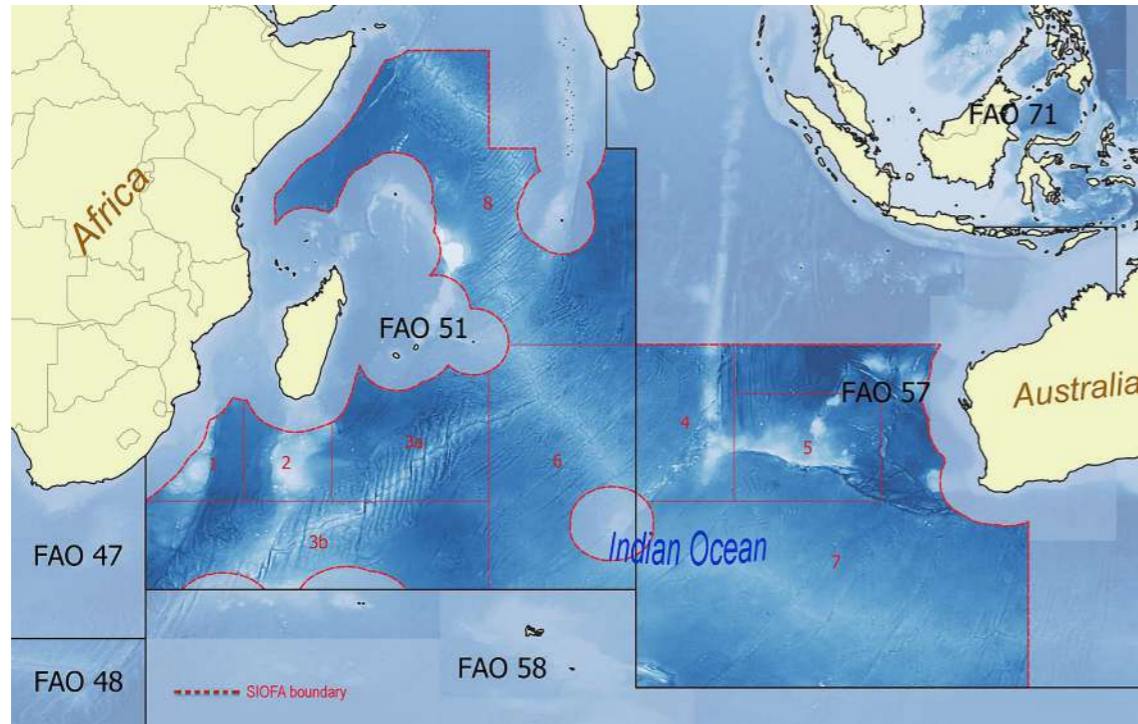 FAO 71
Africa
8
FAO 51
FAO 57
Australia
1
2
3a
6
4
5
3b
7
Indian Ocean
FAO 47
FAO 48
FAO 58
SIOFA boundary